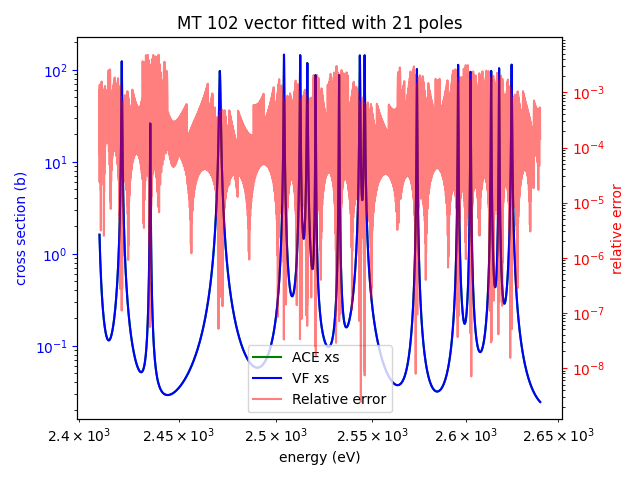 MT 102 vector fitted with 21 poles
cross section (b)
10²
10¹
10⁰
10⁻¹
10⁻³
10⁻⁴
10⁻⁵
10⁻⁶
10⁻⁷
10⁻⁸
relative error
ACE xs
VF xs
Relative error
2.4 × 10³ 2.45 × 10³ 2.5 × 10³ 2.55 × 10³ 2.6 × 10³ 2.65 × 10³
energy (eV)